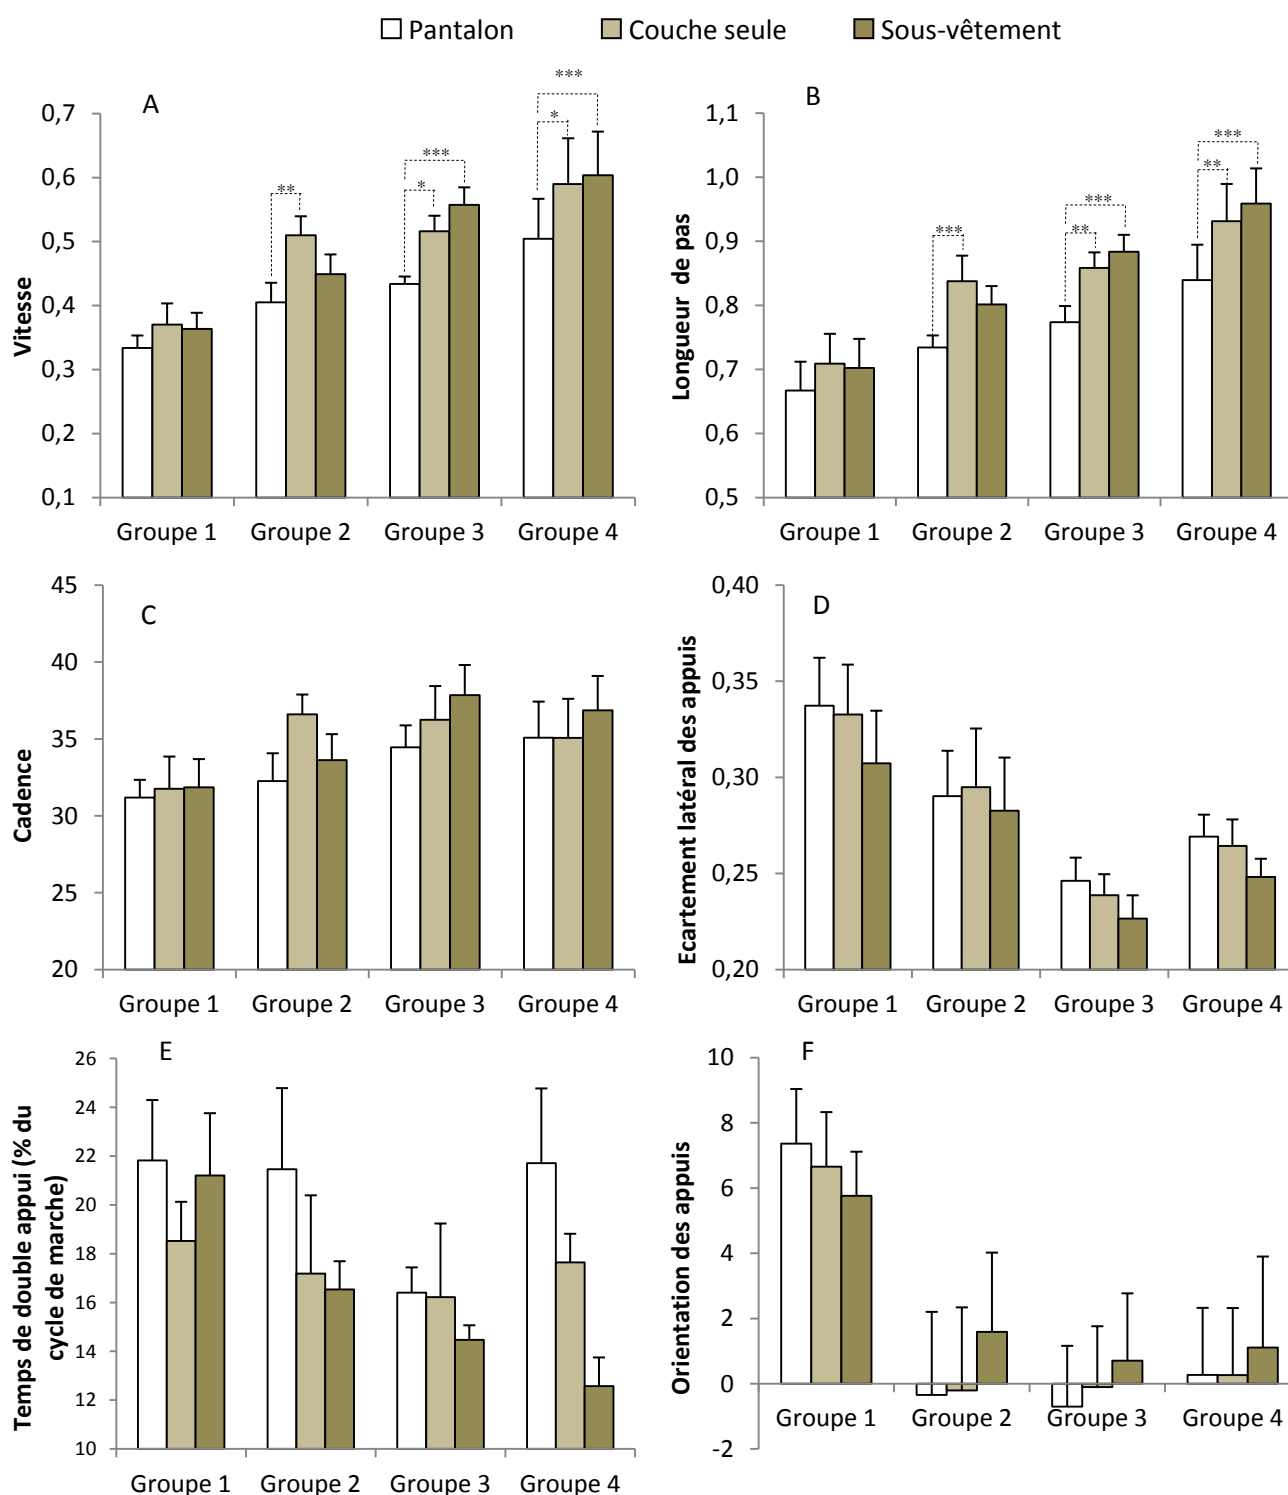 Pantalon Couche seule Sous-vêtement
A
Vitesse
0,7
0,6
0,5
0,4
0,3
0,2
0,1
**
*
***
*
***
Groupe 1 Groupe 2 Groupe 3 Groupe 4
B
Longueur de pas
1,1
1,0
0,9
0,8
0,7
0,6
0,5
***
**
***
**
***
Groupe 1 Groupe 2 Groupe 3 Groupe 4
C
Cadence
45
40
35
30
25
20
Groupe 1 Groupe 2 Groupe 3 Groupe 4
D
Ecartement latéral des appuis
0,40
0,35
0,30
0,25
0,20
Groupe 1 Groupe 2 Groupe 3 Groupe 4
E
Temps de double appui (% du
cycle de marche)
26
24
22
20
18
16
14
12
10
Groupe 1 Groupe 2 Groupe 3 Groupe 4
F
Orientation des appuis
10
8
6
4
2
0
-2
Groupe 1 Groupe 2 Groupe 3 Groupe 4